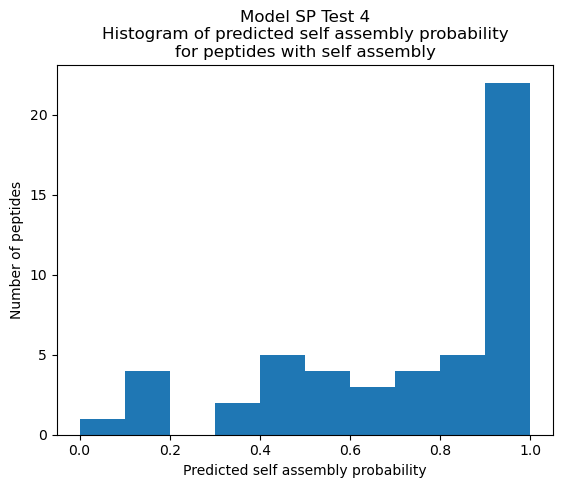 Model SP Test 4
Histogram of predicted self assembly probability
for peptides with self assembly
20
15
10
5
0
Number of peptides
0.0 0.2 0.4 0.6 0.8 1.0
Predicted self assembly probability